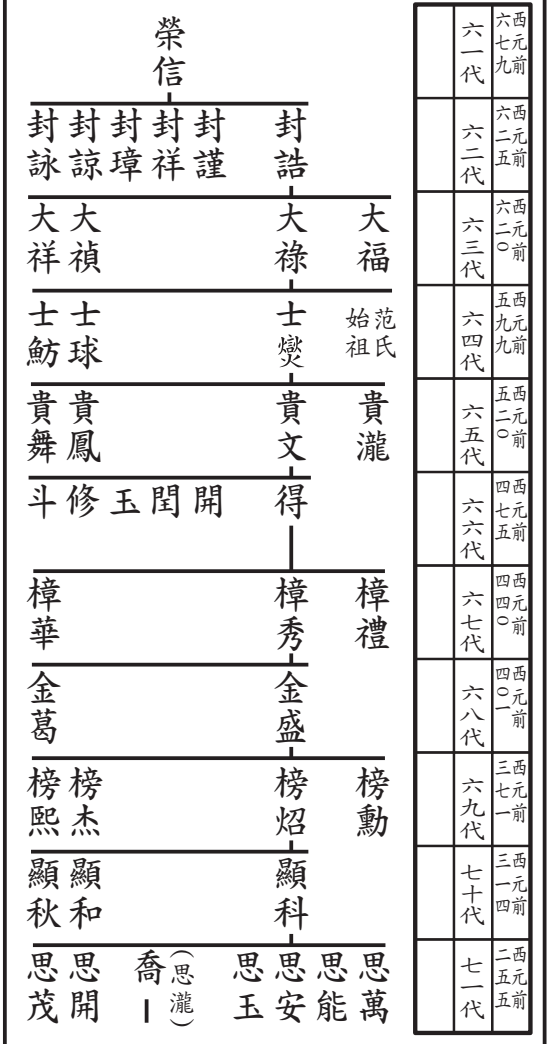 西元前六七九 六一代 榮信
西元前六二五 六二代 封誥 封謹 封祥 封璋 封諒 封詠
西元前六二0 六三代 大福 大祿 大禎 大祥
西元前五九九 六四代 范氏始祖 士燮 士球 士魴
西元前五二0 六五代 貴瀧 貴文 貴鳳 貴舞
西元前四七五 六六代 得 開 閏 玉 修 斗
西元前四四0 六七代 樟禮 樟秀 樟華
西元前四0一 六八代 金盛 金葛
西元前三七一 六九代 榜勳 榜炤 榜杰 榜熙
西元前三一四 七十代 顯科 顯和 顯秋
西元前二五五 七一代 思萬 思能 思安 思玉 (思瀧) 喬ー 思開 思茂